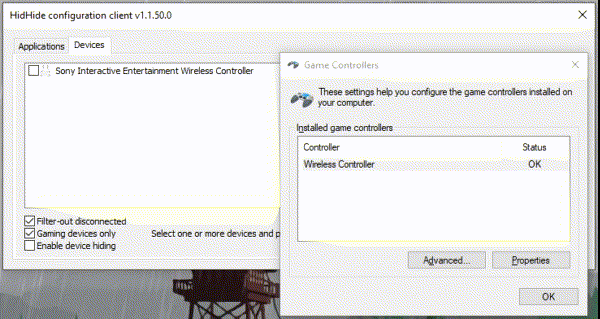 HidHide configuration client v1.1.50.0
Applications
Devices
Sony Interactive Entertainment Wireless Controller
Filter-out disconnected
Gaming devices only
Select one or more devices and p
Enable device hiding
Game Controllers
These settings help you configure the game controllers installed on
your computer.
Installed game controllers
Controller
Status
Wireless Controller
OK
Advanced...
Properties
OK